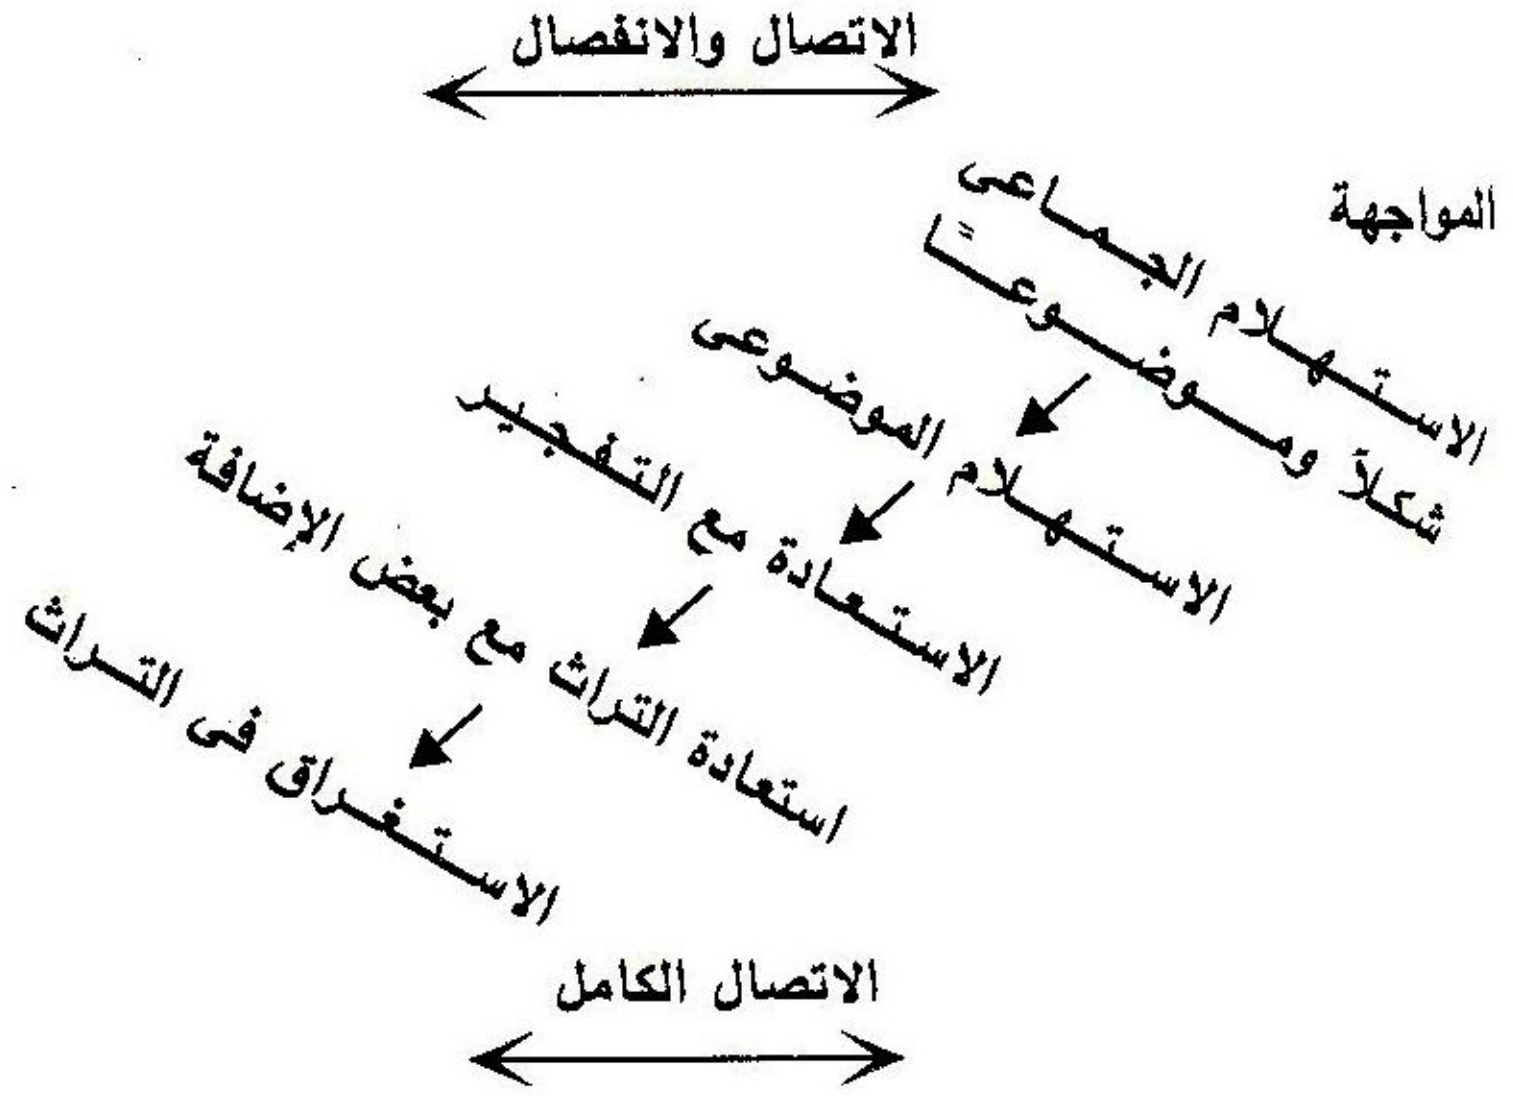 الاتصال والانفصال
المواجهة
الاستهلام الجماعى
شكلاً وموضوعًا
الاستهلام الموضوعى
الاستعادة مع التفجير
استعادة التراث مع بعض الإضافة
الاستغراق فى التراث
الاتصال الكامل